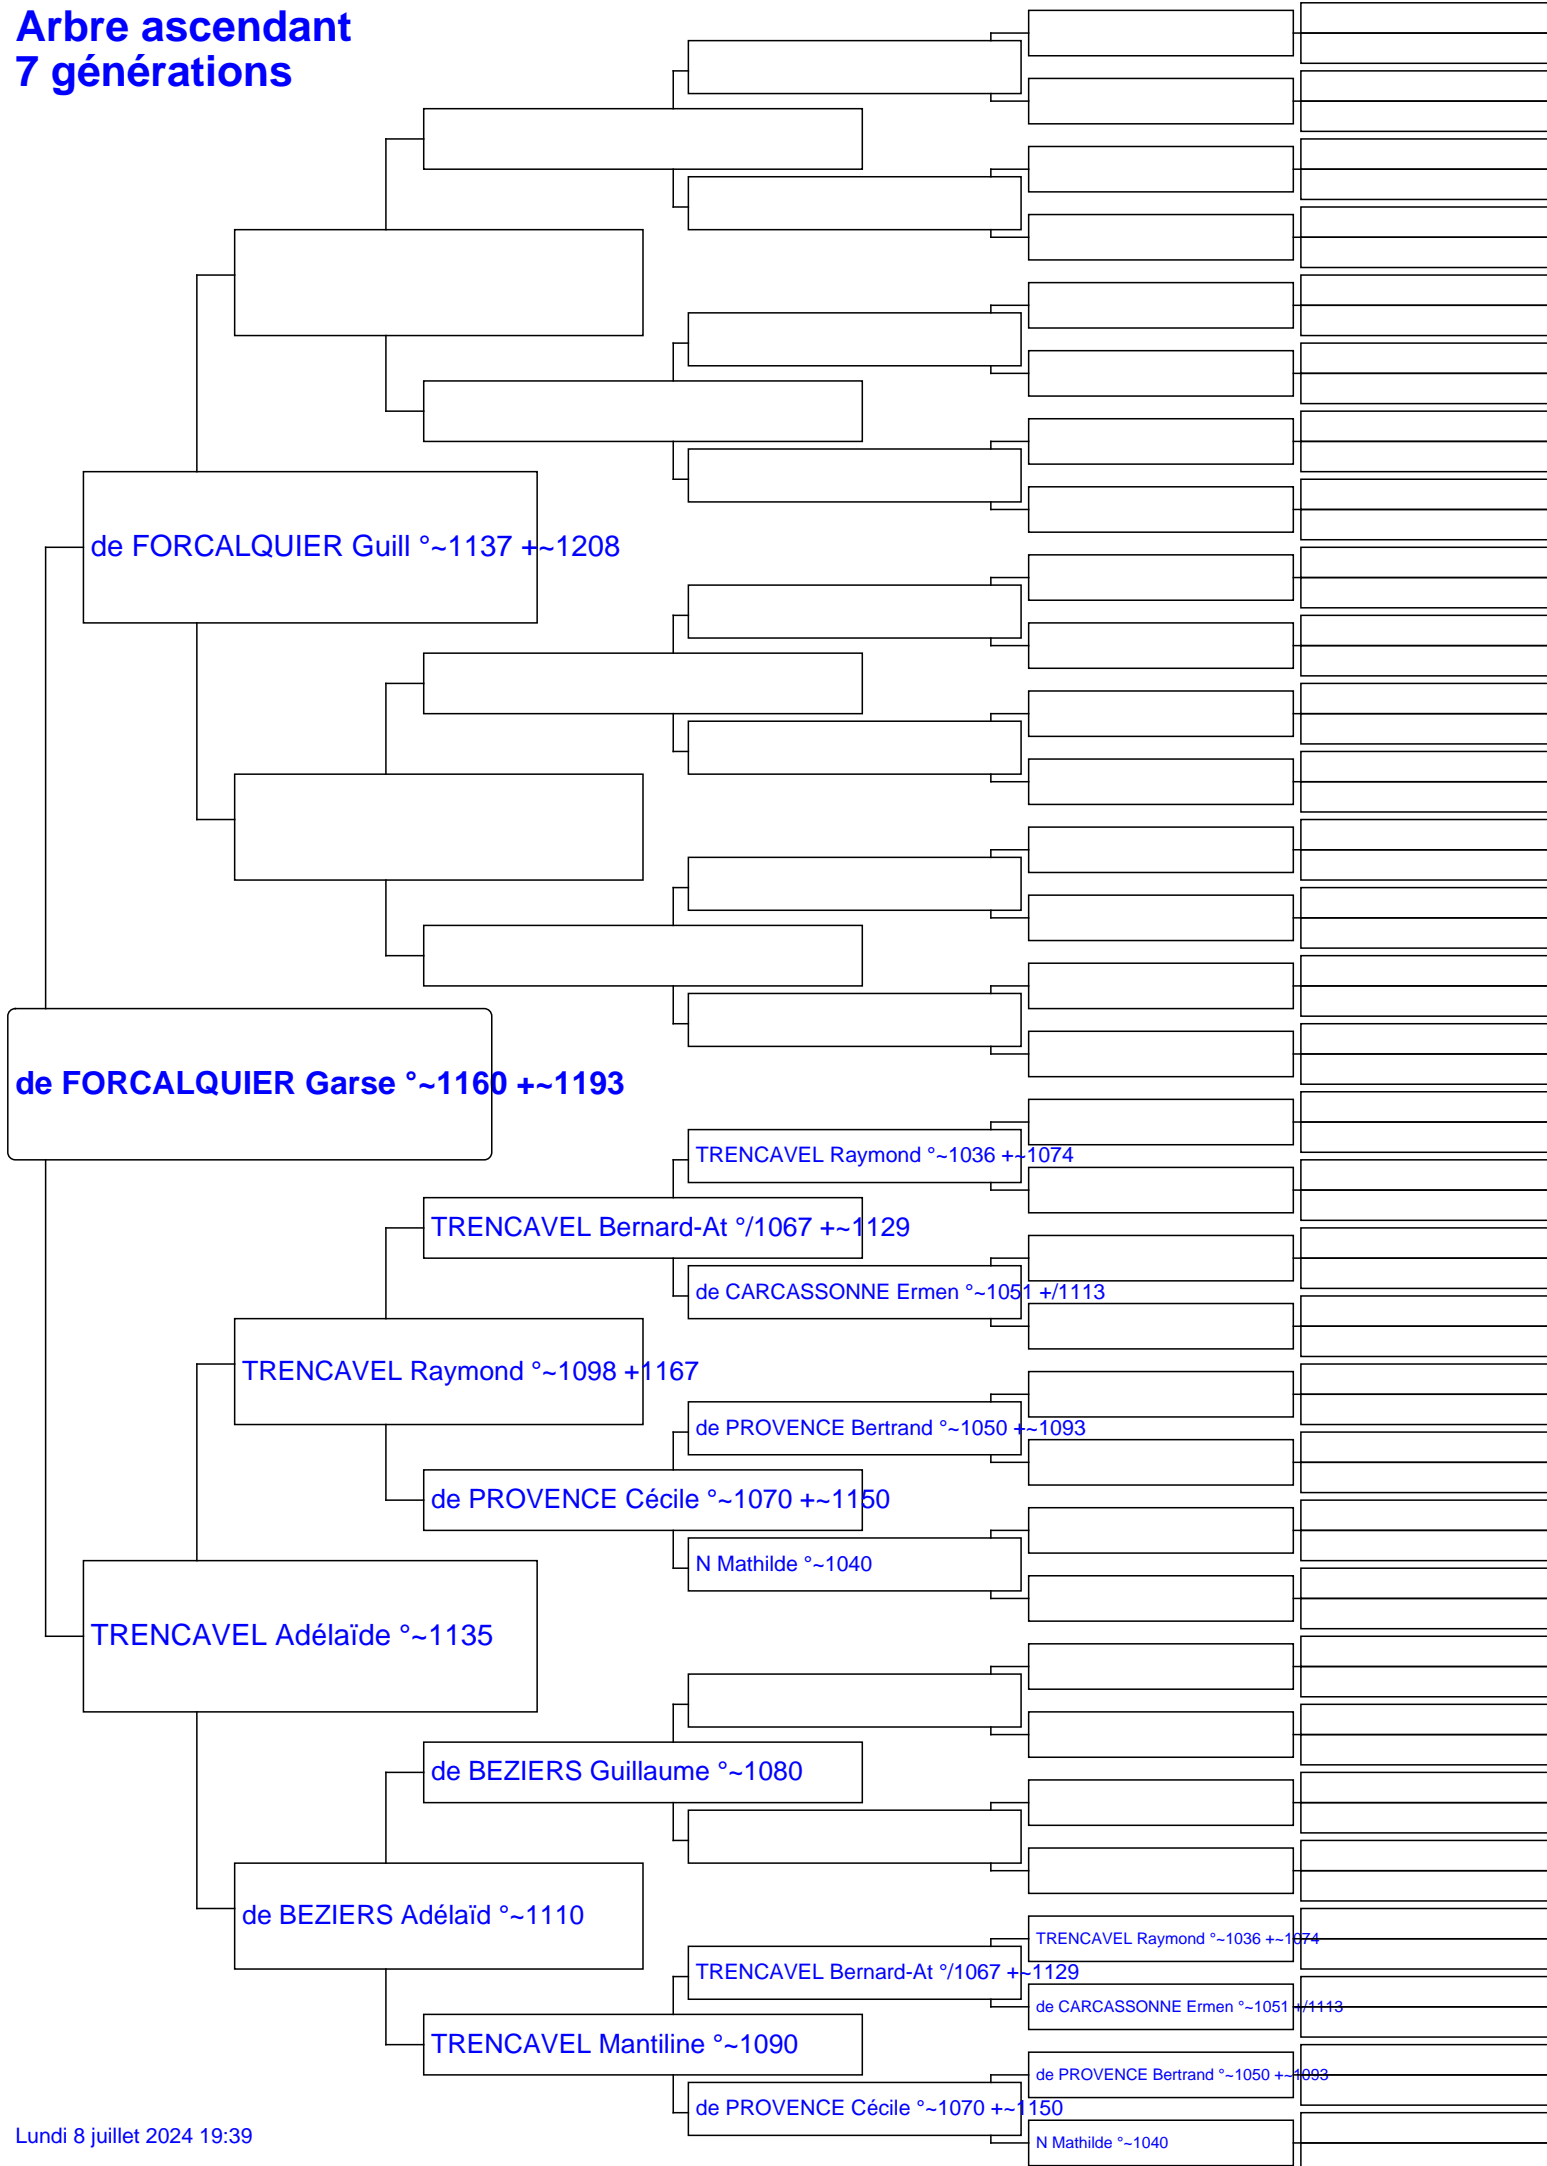 Arbre ascendant
7 générations
de FORCALQUIER Guill °~1137 +~1208
de FORCALQUIER Garse °~1160 +~1193
TRENCAVEL Raymond °~1036 +~1074
TRENCAVEL Bernard-At °/1067 +~1129
de CARCASSONNE Ermen °~1051 +/1113
TRENCAVEL Raymond °~1098 +1167
de PROVENCE Bertrand °~1050 +~1093
de PROVENCE Cécile °~1070 +~1150
N Mathilde °~1040
TRENCAVEL Adélaïde °~1135
de BEZIERS Guillaume °~1080
de BEZIERS Adélaïd °~1110
TRENCAVEL Raymond °~1036 +~1074
TRENCAVEL Bernard-At °/1067 +~1129
de CARCASSONNE Ermen °~1051 +/1113
TRENCAVEL Mantiline °~1090
de PROVENCE Bertrand °~1050 +~1093
de PROVENCE Cécile °~1070 +~1150
N Mathilde °~1040
Lundi 8 juillet 2024 19:39